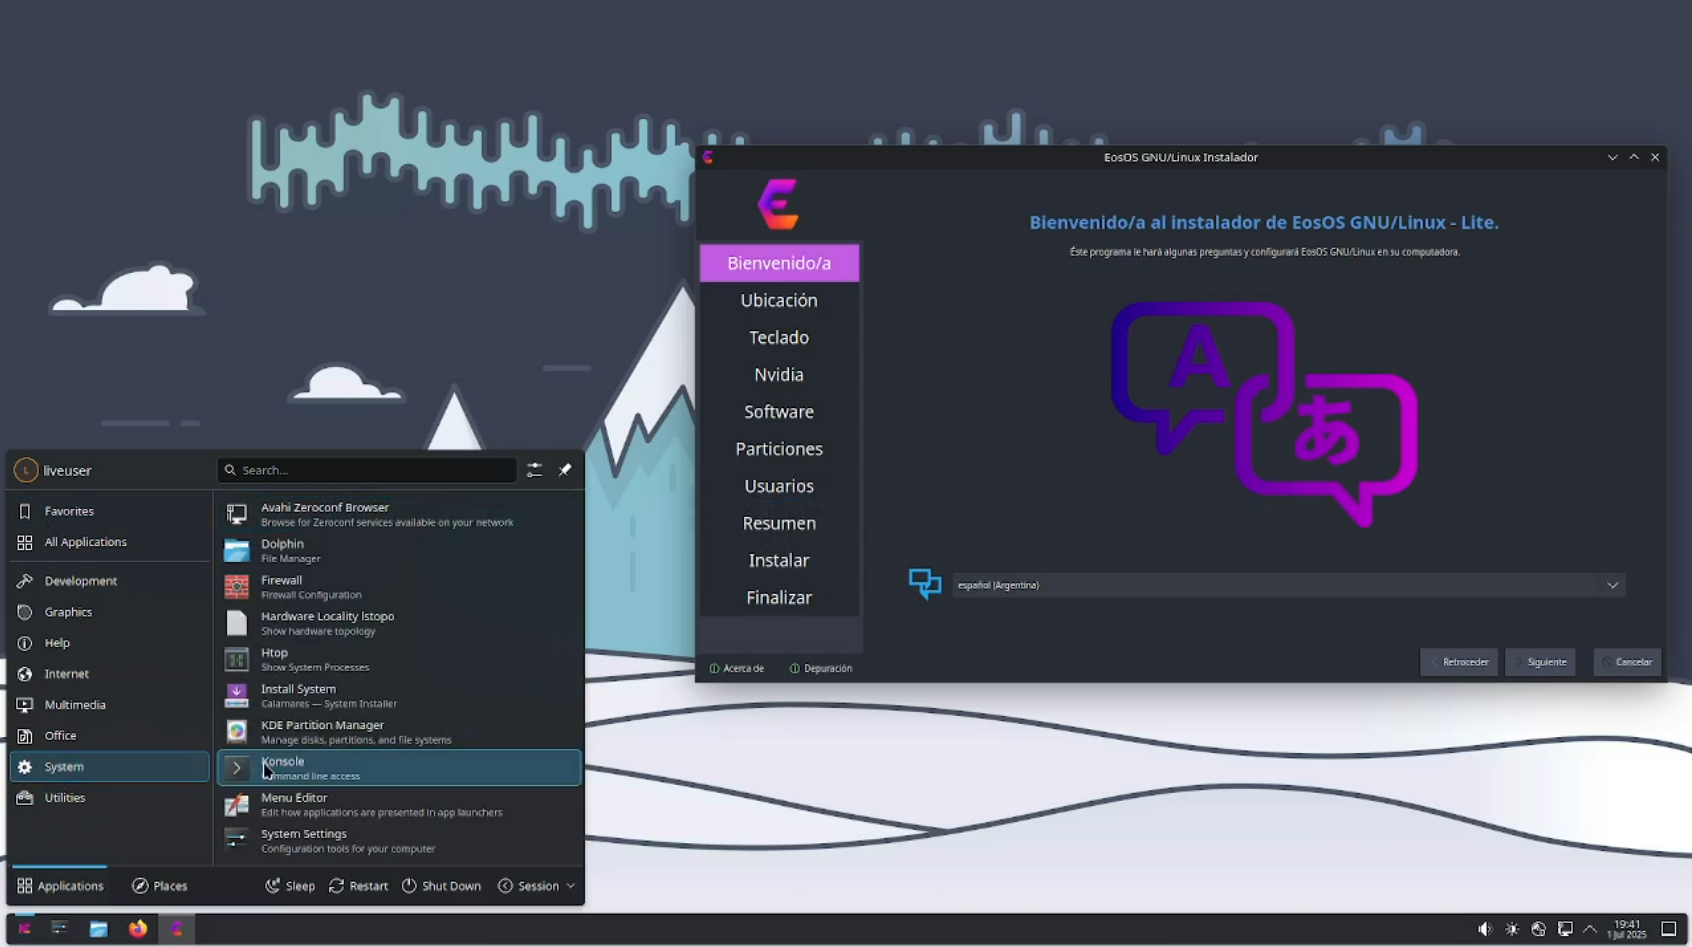 EosOS GNU/Linux Instalador
Bienvenido/a
Ubicación
Teclado
Nvidia
Software
Particiones
Usuarios
Resumen
Instalar
Finalizar
Acerca de
Depuración
Bienvenido/a al instalador de EosOS GNU/Linux - Lite.
Éste programa le hará algunas preguntas y configurará EosOS GNU/Linux en su computadora.
A
あ
español (Argentina)
Retroceder
Siguiente
Cancelar
L
liveuser
Search...
Favorites
All Applications
Development
Graphics
Help
Internet
Multimedia
Office
System
Utilities
Avahi Zeroconf Browser
Browse for Zeroconf services available on your network
Dolphin
File Manager
Firewall
Firewall Configuration
Hardware Locality lstopo
Show hardware topology
Htop
Show System Processes
Install System
Calamares — System Installer
KDE Partition Manager
Manage disks, partitions, and file systems
Konsole
Command line access
Menu Editor
Edit how applications are presented in app launchers
System Settings
Configuration tools for your computer
Applications
Places
Sleep
Restart
Shut Down
Session
19:41
1 Jul 2025